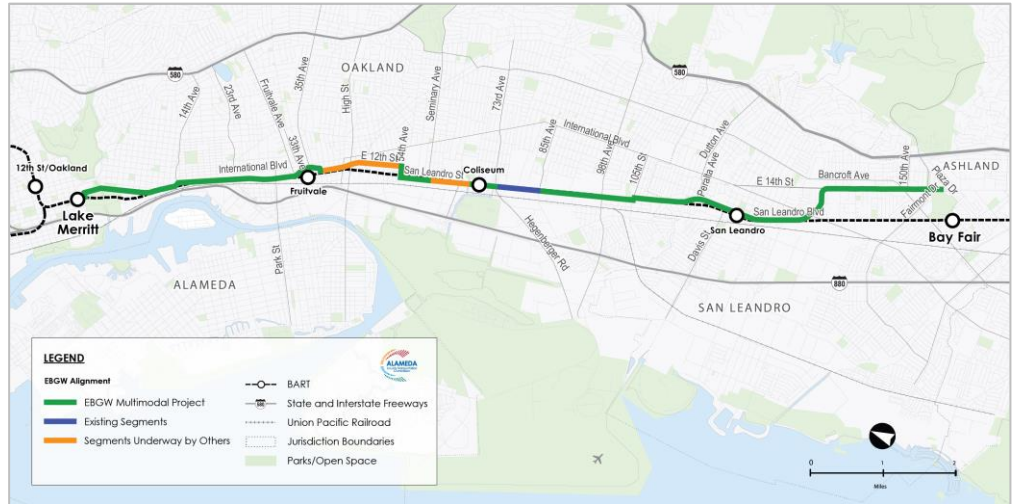 580
35th Ave
OAKLAND
14th Ave
23rd Ave
Fruitvale Ave
High St
Seminary Ave
73rd Ave
580
33th Ave
E 12th St
54th Ave
San Leandro St
Coliseum
85th Ave
International Blvd
98th Ave
105th St
Dutton Ave
Peralta Ave
12th St/Oakland
International Blvd
Fruitvale
Lake
Merritt
E 14th St
Bancroft Ave
150th Ave
ASHLAND
Plaza Dr
Fairmont Dr
San Leandro Blvd
San Leandro
Bay Fair
Park St
Hegenberger Rd
Davis St
ALAMEDA
880
SAN LEANDRO
LEGEND
ALAMEDA
EBGW Alignment
EBGW Multimodal Project
Existing Segments
Segments Underway by Others
BART
State and Interstate Freeways
Union Pacific Railroad
Jurisdiction Boundaries
Parks/Open Space
0 1 2
Miles